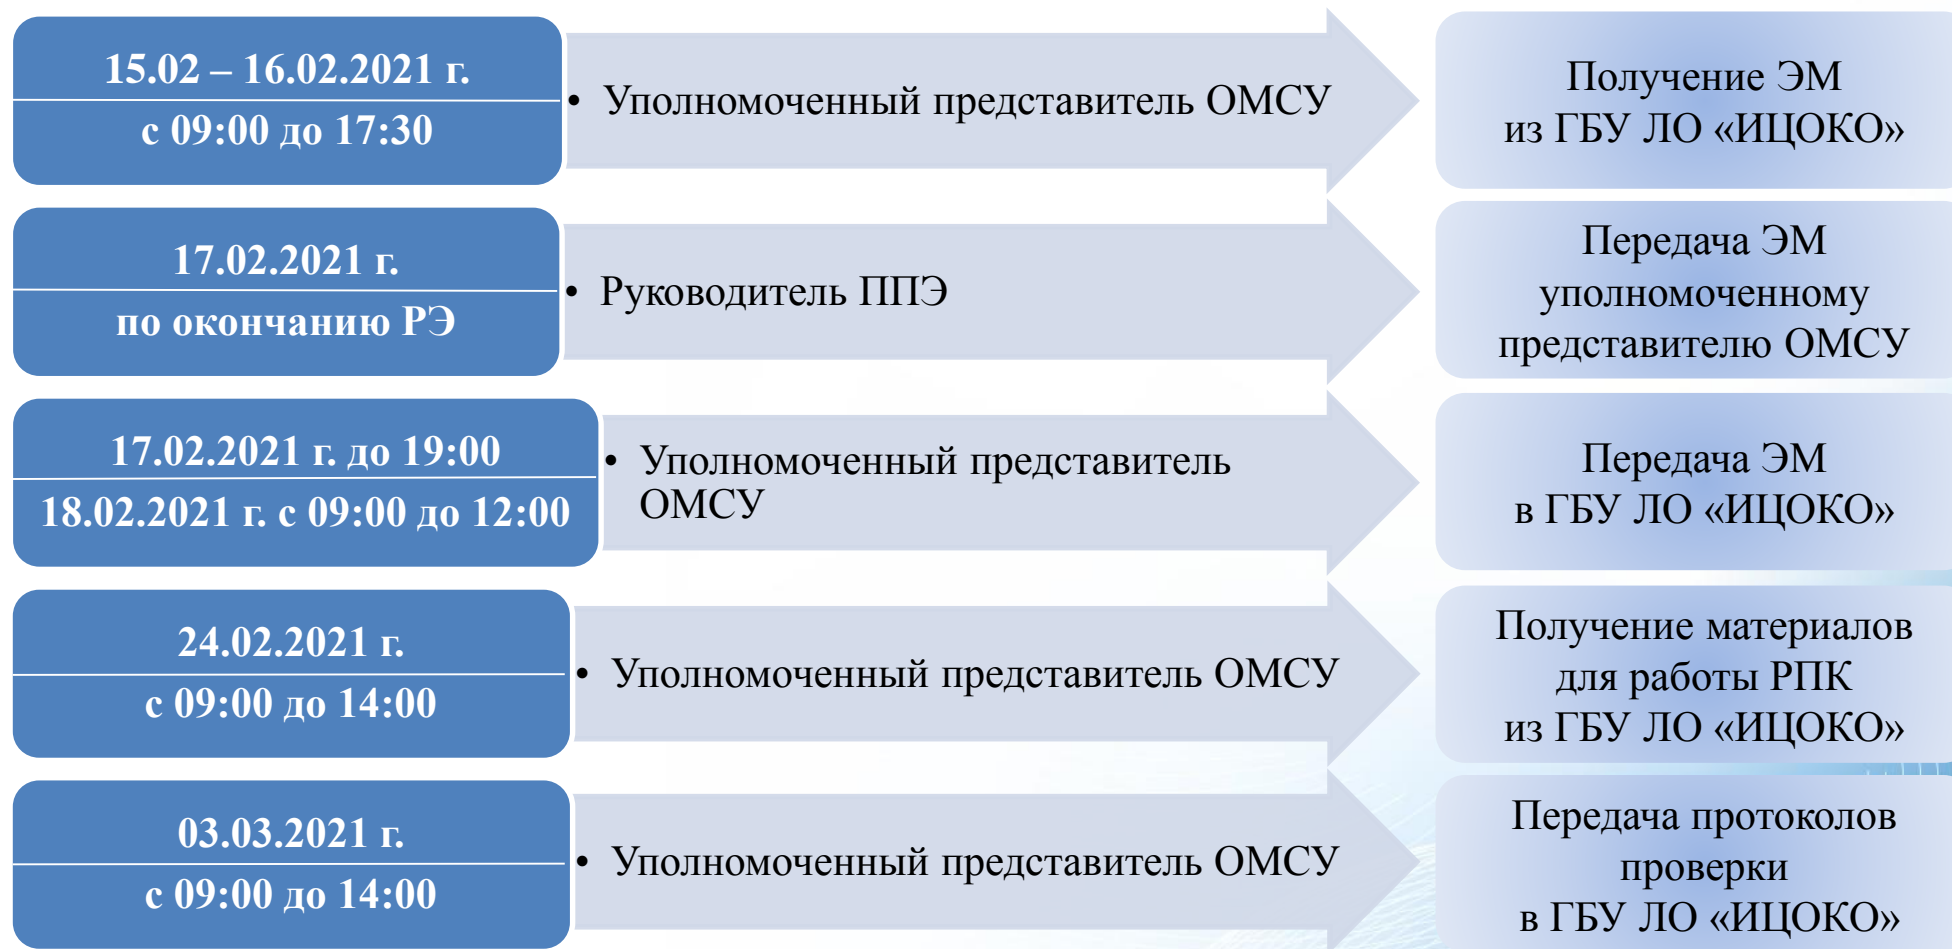 15.02 – 16.02.2021 г.
с 09:00 до 17:30
• Уполномоченный представитель ОМСУ
Получение ЭМ
из ГБУ ЛО «ИЦОКО»
17.02.2021 г.
по окончанию РЭ
• Руководитель ППЭ
Передача ЭМ
уполномоченному
представителю ОМСУ
17.02.2021 г. до 19:00
18.02.2021 г. с 09:00 до 12:00
• Уполномоченный представитель
ОМСУ
Передача ЭМ
в ГБУ ЛО «ИЦОКО»
24.02.2021 г.
с 09:00 до 14:00
• Уполномоченный представитель ОМСУ
Получение материалов
для работы РПК
из ГБУ ЛО «ИЦОКО»
03.03.2021 г.
с 09:00 до 14:00
• Уполномоченный представитель ОМСУ
Передача протоколов
проверки
в ГБУ ЛО «ИЦОКО»